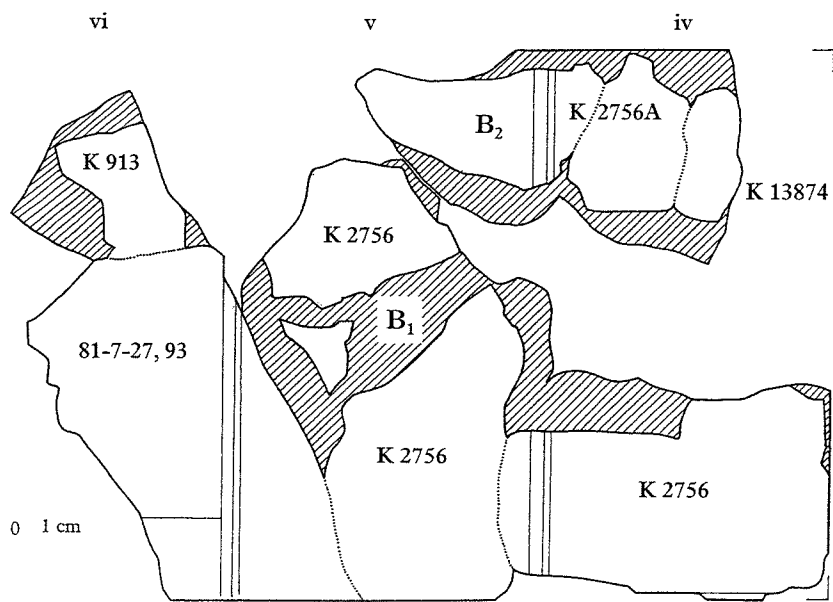 vi v iv
K 913
B2
K 2756A
K 13874
K 2756
B1
81-7-27, 93
K 2756
K 2756
0 1 cm